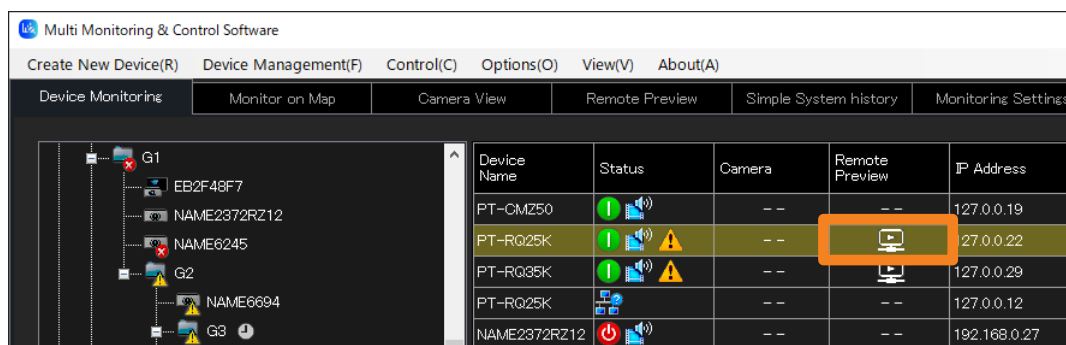 Multi Monitoring & Control Software
Create New Device(R) Device Management(F) Control(C) Options(O) View(V) About(A)
Device Monitoring Monitor on Map Camera View Remote Preview Simple System history Monitoring Settings
G1
EB2F48F7
NAME2372RZ12
NAME6245
G2
NAME6694
G3
Device Name Status Camera Remote Preview IP Address
PT-CMZ50 -- -- 127.0.0.19
PT-RQ25K -- 127.0.0.22
PT-RQ35K -- 127.0.0.29
PT-RQ25K -- -- 127.0.0.12
NAME2372RZ12 -- -- 192.168.0.27